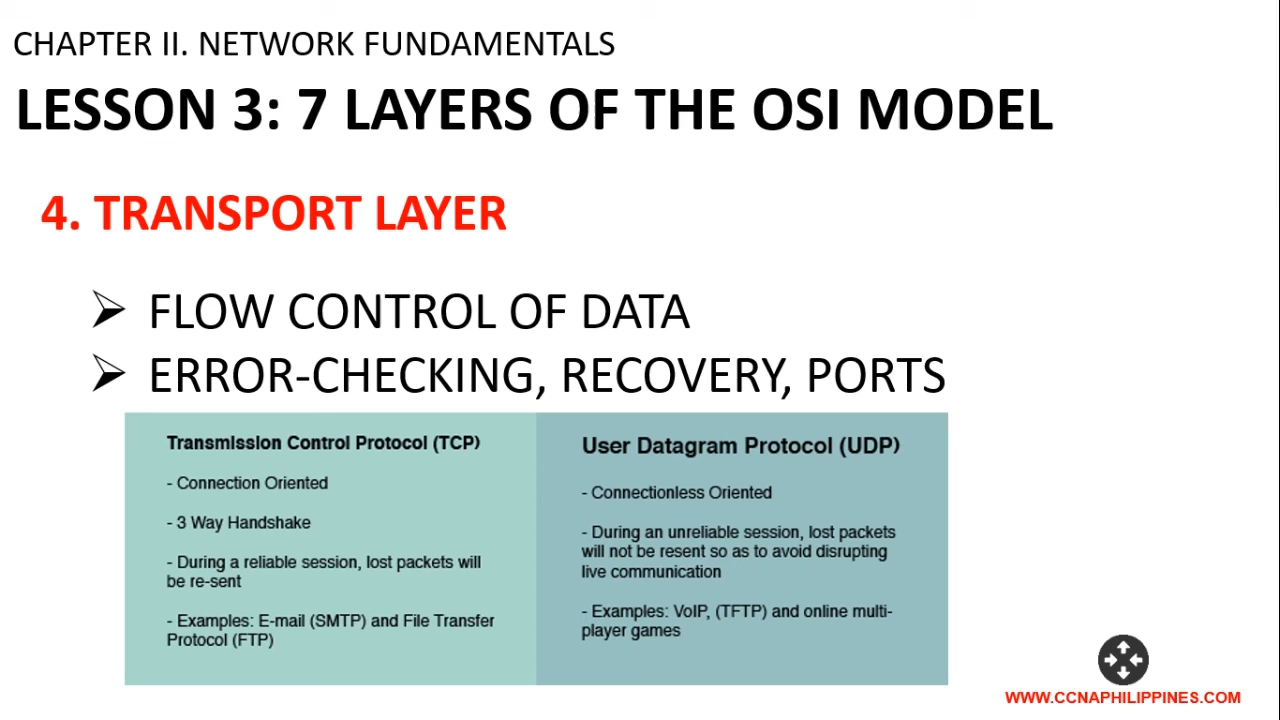 CHAPTER II. NETWORK FUNDAMENTALS
LESSON 3: 7 LAYERS OF THE OSI MODEL
4. TRANSPORT LAYER
➢ FLOW CONTROL OF DATA
➢ ERROR-CHECKING, RECOVERY, PORTS
Transmission Control Protocol (TCP)
- Connection Oriented
- 3 Way Handshake
- During a reliable session, lost packets will
be re-sent
- Examples: E-mail (SMTP) and File Transfer
Protocol (FTP)
User Datagram Protocol (UDP)
- Connectionless Oriented
- During an unreliable session, lost packets
will not be resent so as to avoid disrupting
live communication
- Examples: VoIP, (TFTP) and online multi-
player games
WWW.CCNAPHILIPPINES.COM